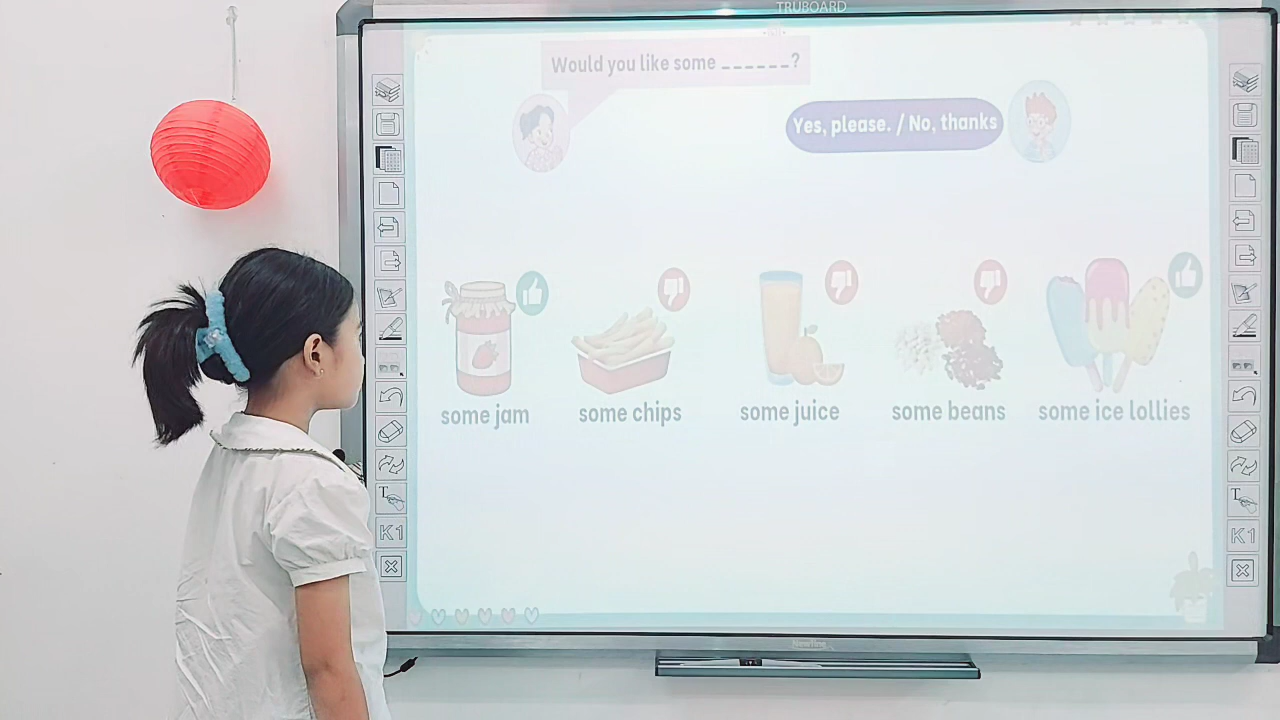 TRUBOARD
Would you like some ______?
Yes, please. / No, thanks
some jam
some chips
some juice
some beans
some ice lollies
T
K1
T
K1
Newline